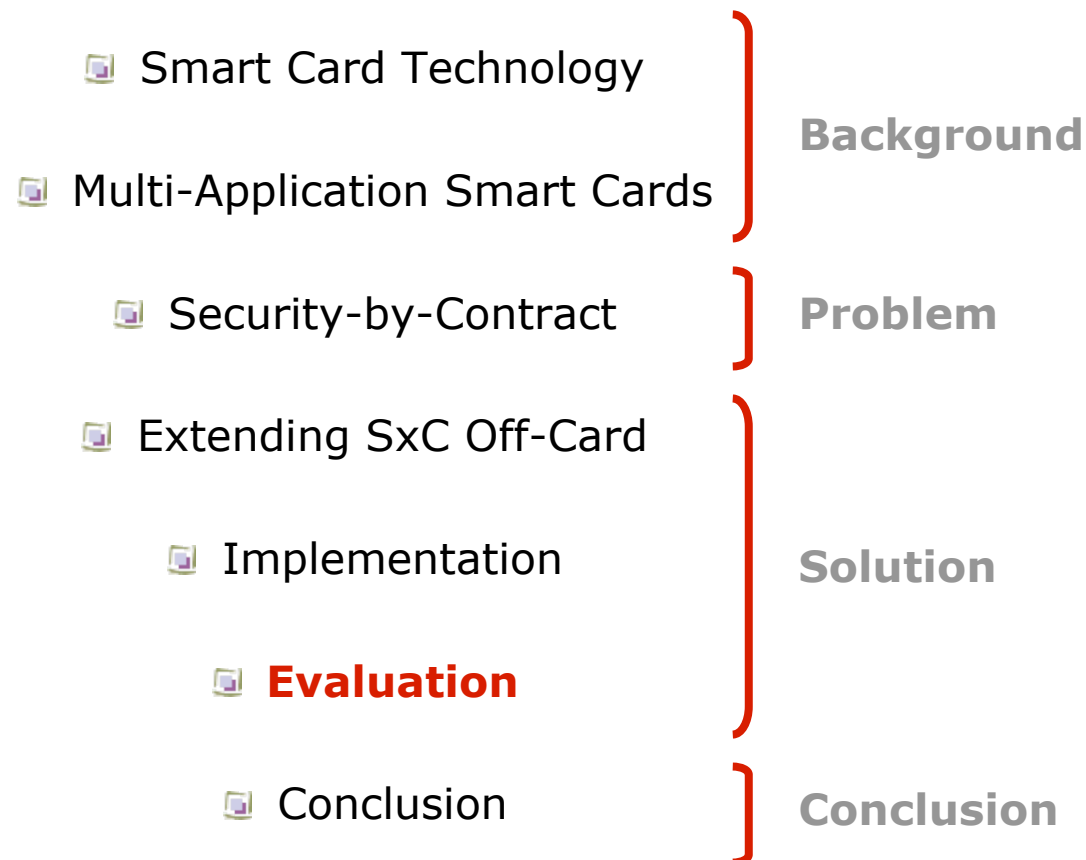 Smart Card Technology
Background
Multi-Application Smart Cards
Security-by-Contract
Problem
Extending SxC Off-Card
Implementation
Solution
Evaluation
Conclusion
Conclusion